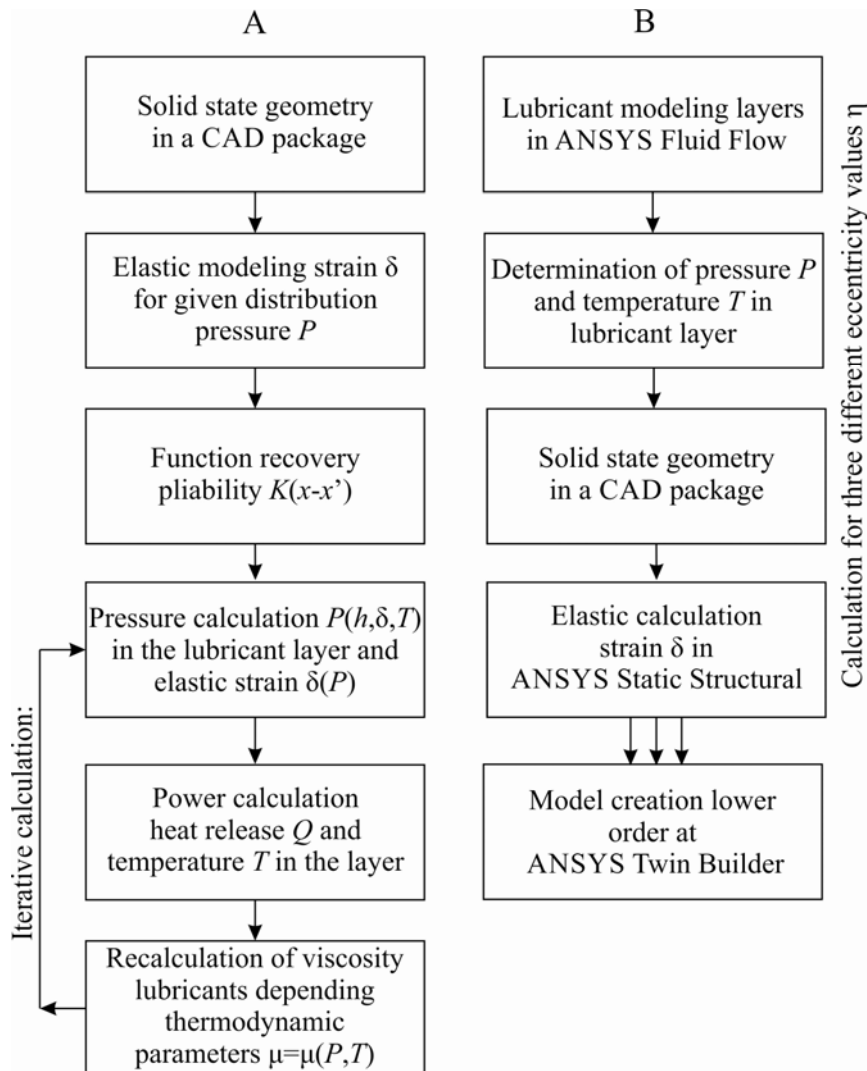 A
Solid state geometry
in a CAD package
Elastic modeling strain δ
for given distribution
pressure P
Function recovery
pliability K(x-x’)
Pressure calculation P(h,δ,T)
in the lubricant layer and
elastic strain δ(P)
Power calculation
heat release Q and
temperature T in the layer
Recalculation of viscosity
lubricants depending
thermodynamic
parameters μ=μ(P,T)
Iterative calculation:
B
Lubricant modeling layers
in ANSYS Fluid Flow
Determination of pressure P
and temperature T in
lubricant layer
Solid state geometry
in a CAD package
Elastic calculation
strain δ in
ANSYS Static Structural
Model creation lower
order at
ANSYS Twin Builder
Calculation for three different eccentricity values η